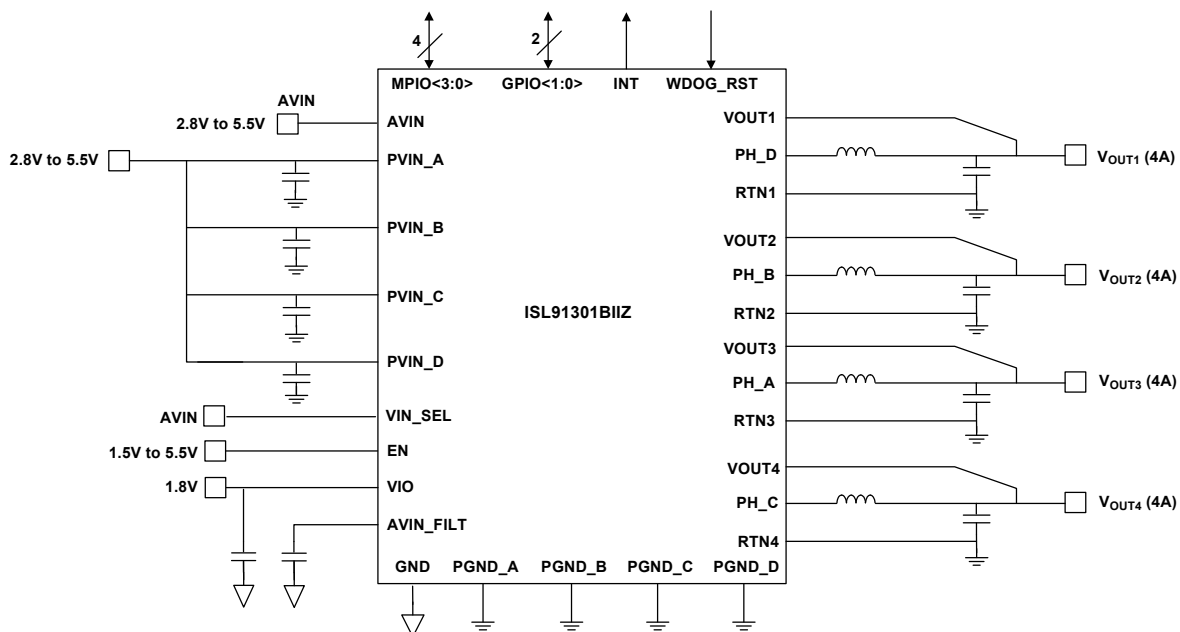 4
2
MPIO<3:0>
GPIO<1:0>
INT
WDOG_RST
AVIN
2.8V to 5.5V
AVIN
2.8V to 5.5V
PVIN_A
PVIN_B
PVIN_C
PVIN_D
AVIN
VIN_SEL
1.5V to 5.5V
EN
1.8V
VIO
AVIN_FILT
ISL91301BIIZ
VOUT1
PH_D
VOUT1 (4A)
RTN1
VOUT2
PH_B
VOUT2 (4A)
RTN2
VOUT3
PH_A
VOUT3 (4A)
RTN3
VOUT4
PH_C
VOUT4 (4A)
RTN4
GND
PGND_A
PGND_B
PGND_C
PGND_D